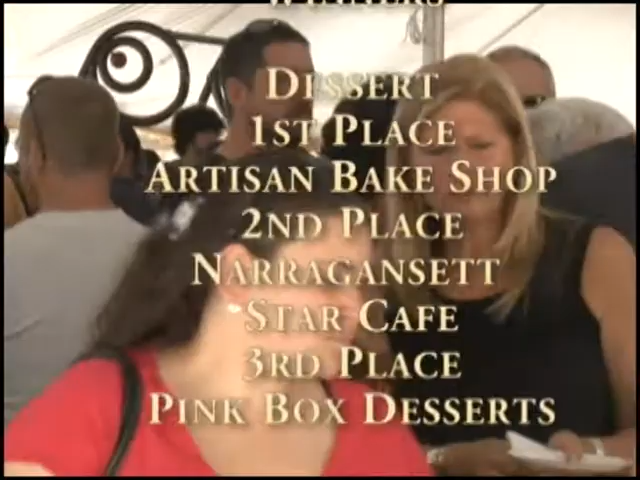 Dessert
1st Place
Artisan Bake Shop
2nd Place
Narragansett
Star Cafe
3rd Place
Pink Box Desserts